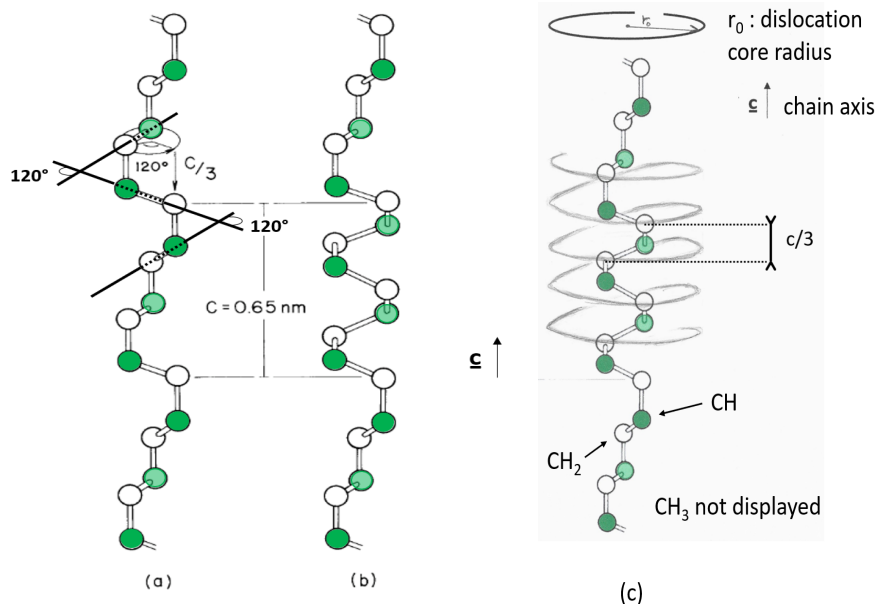 r₀
r₀ : dislocation
core radius
c chain axis
120°
120°
C/3
120°
c/3
C = 0.65 nm
c
CH
CH₂
CH₃ not displayed
(a)
(b)
(c)